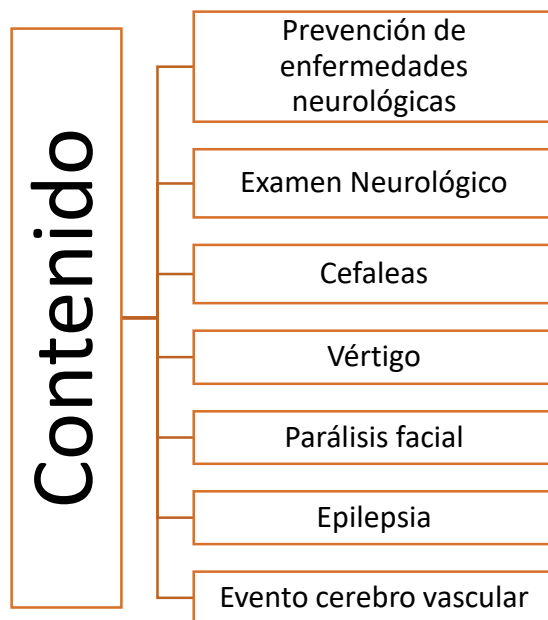 Contenido
Prevención de
enfermedades
neurológicas
Examen Neurológico
Cefaleas
Vértigo
Parálisis facial
Epilepsia
Evento cerebro vascular